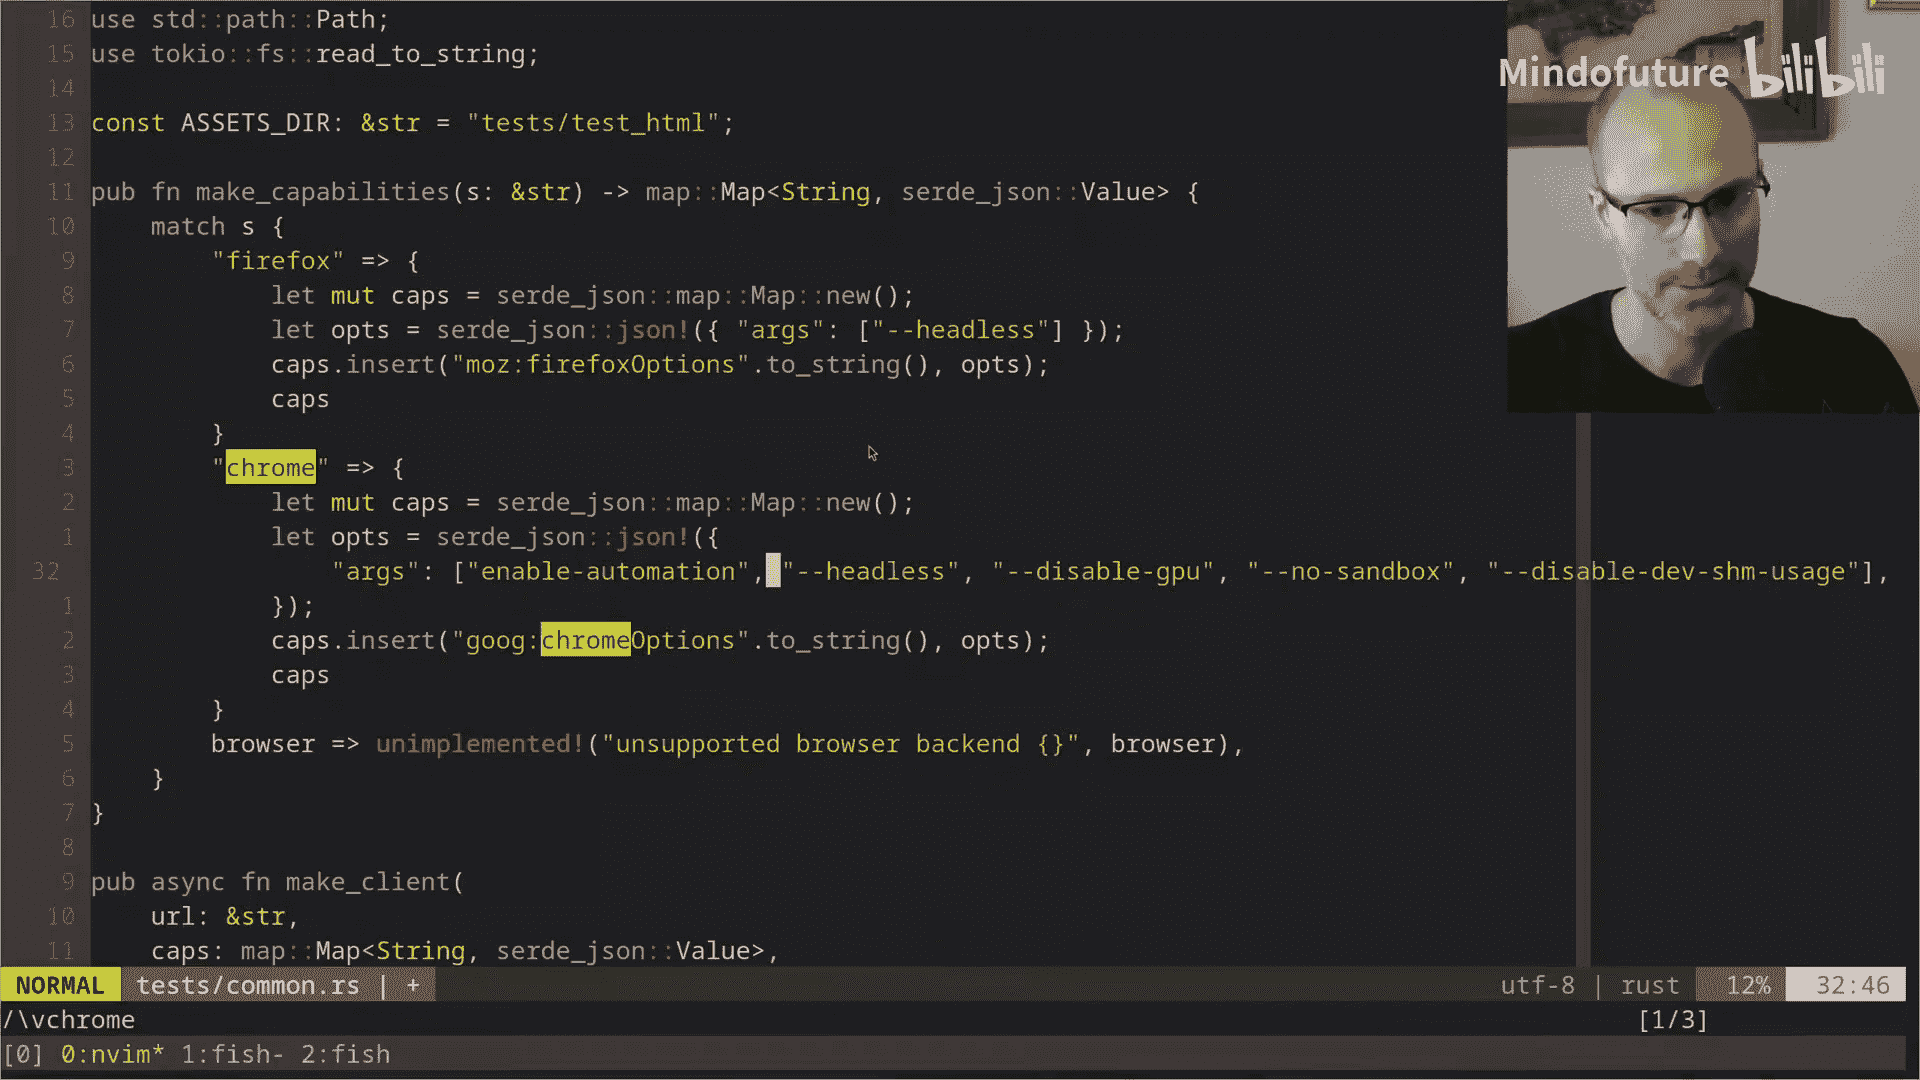 16 use std::path::Path;
15 use tokio::fs::read_to_string;
14
13 const ASSETS_DIR: &str = "tests/test_html";
12
11 pub fn make_capabilities(s: &str) -> map::Map<String, serde_json::Value> {
10     match s {
9         "firefox" => {
8             let mut caps = serde_json::map::Map::new();
7             let opts = serde_json::json!({ "args": ["--headless"] });
6             caps.insert("moz:firefoxOptions".to_string(), opts);
5             caps
4         }
3         "chrome" => {
2             let mut caps = serde_json::map::Map::new();
1             let opts = serde_json::json!({
32                 "args": ["enable-automation", "--headless", "--disable-gpu", "--no-sandbox", "--disable-dev-shm-usage"],
1             });
2             caps.insert("goog:chromeOptions".to_string(), opts);
3             caps
4         }
5         browser => unimplemented!("unsupported browser backend {}", browser),
6     }
7 }
8
9 pub async fn make_client(
10     url: &str,
11     caps: map::Map<String, serde_json::Value>,
NORMAL tests/common.rs | + utf-8 | rust 12% 32:46
/\vchrome [1/3]
[0] 0:nvim* 1:fish- 2:fish
Mindofuture bilibili